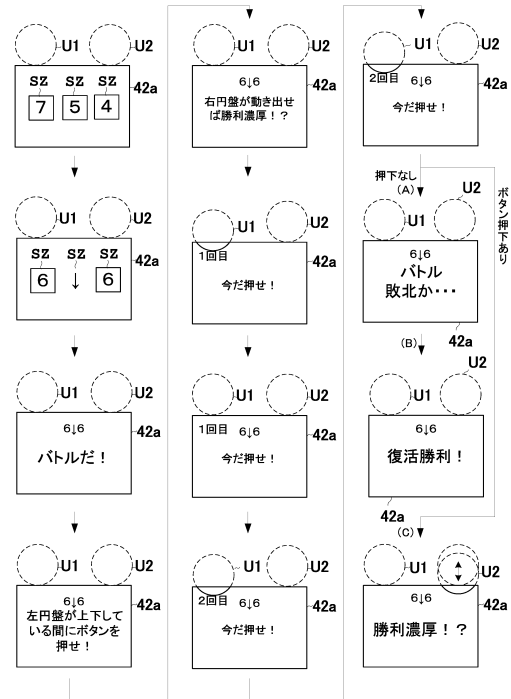 U1 U2
SZ SZ SZ
7 5 4
42a
U1 U2
SZ SZ SZ
6 ↓ 6
42a
U1 U2
6↓6
42a
バトルだ！
U1 U2
6↓6
42a
左円盤が上下して
いる間にボタンを
押せ！
U1 U2
6↓6
42a
右円盤が動き出せ
ば勝利濃厚！？
U1 U2
1回目
6↓6
42a
今だ押せ！
U1 U2
1回目 6↓6
42a
今だ押せ！
U1 U2
2回目
6↓6
42a
今だ押せ！
U1 U2
2回目
6↓6
42a
今だ押せ！
押下なし
(A)
ボタン押下あり
U1 U2
6↓6
バトル
敗北か・・・
42a
(B)
U1 U2
6↓6
復活勝利！
42a
(C)
U1 U2
6↓6
42a
勝利濃厚！？